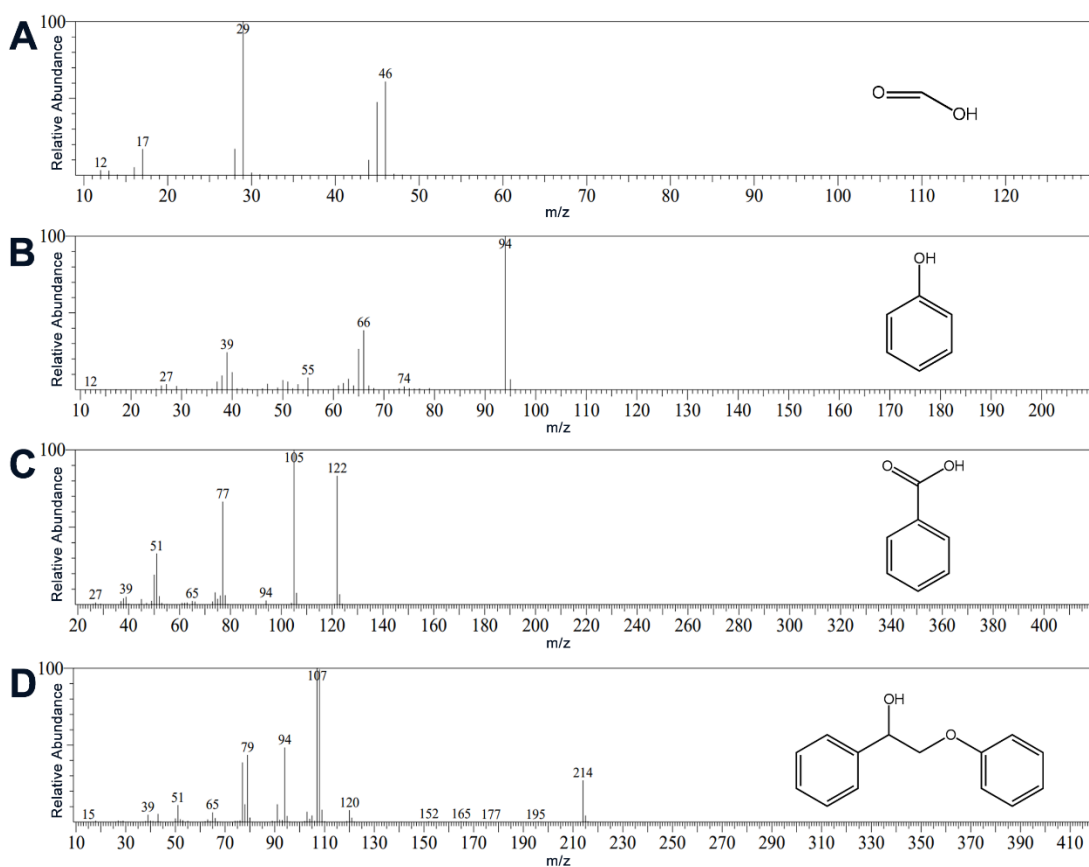 A
100
Relative Abundance
12
17
29
46
O
OH
10 20 30 40 50 60 70 80 90 100 110 120
m/z
B
100
Relative Abundance
12
27
39
55
66
74
94
OH
10 20 30 40 50 60 70 80 90 100 110 120 130 140 150 160 170 180 190 200
m/z
C
100
Relative Abundance
27
39
51
65
77
94
105
122
O
OH
20 40 60 80 100 120 140 160 180 200 220 240 260 280 300 320 340 360 380 400
m/z
D
100
Relative Abundance
15
39
51
65
79
94
107
120
152
165
177
195
214
OH
O
10 30 50 70 90 110 130 150 170 190 210 230 250 270 290 310 330 350 370 390 410
m/z